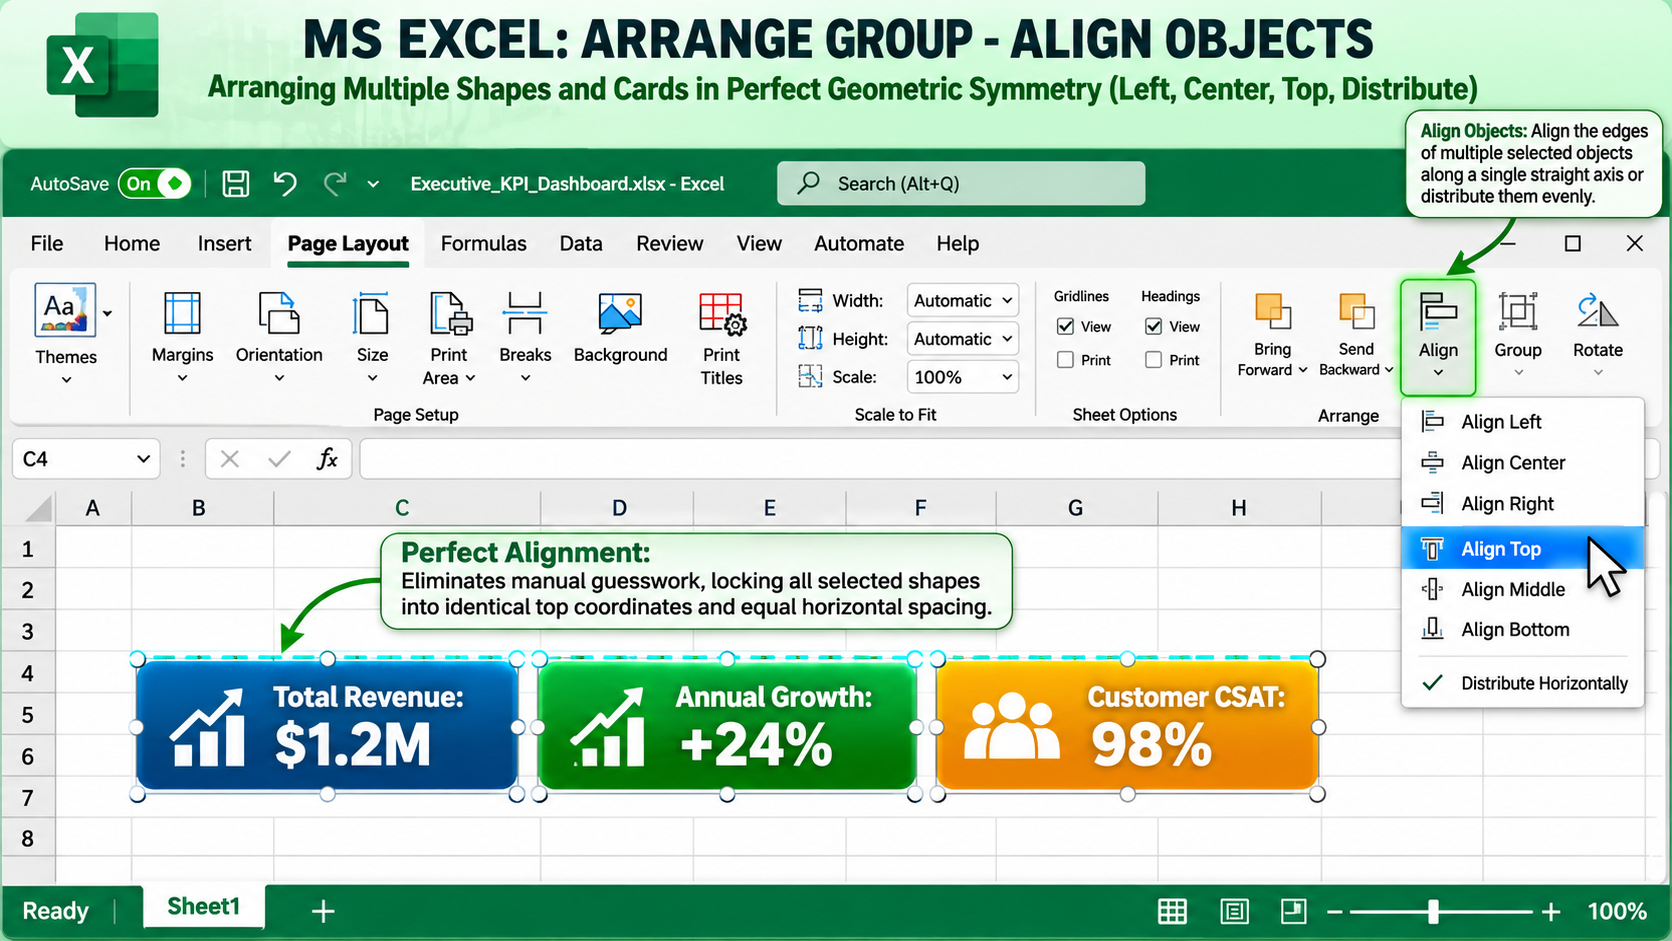 X
MS EXCEL: ARRANGE GROUP - ALIGN OBJECTS
Arranging Multiple Shapes and Cards in Perfect Geometric Symmetry (Left, Center, Top, Distribute)
Align Objects: Align the edges
of multiple selected objects
along a single straight axis or
distribute them evenly.
AutoSave On Executive_KPI_Dashboard.xlsx - Excel Search (Alt+Q)
File Home Insert Page Layout Formulas Data Review View Automate Help
Aa
Themes
Margins
Orientation
Size
Print
Area
Breaks
Background
Print
Titles
Page Setup
Width: Automatic
Height: Automatic
Scale: 100%
Scale to Fit
Gridlines Headings
View View
Print Print
Sheet Options
Bring
Forward
Send
Backward
Align
Group
Rotate
Arrange
Align Left
Align Center
Align Right
Align Top
Align Middle
Align Bottom
Distribute Horizontally
C4 fx
A B C D E F G H
1
2
3
4
5
6
7
8
Perfect Alignment:
Eliminates manual guesswork, locking all selected shapes
into identical top coordinates and equal horizontal spacing.
Total Revenue:
$1.2M
Annual Growth:
+24%
Customer CSAT:
98%
Ready Sheet1 100%